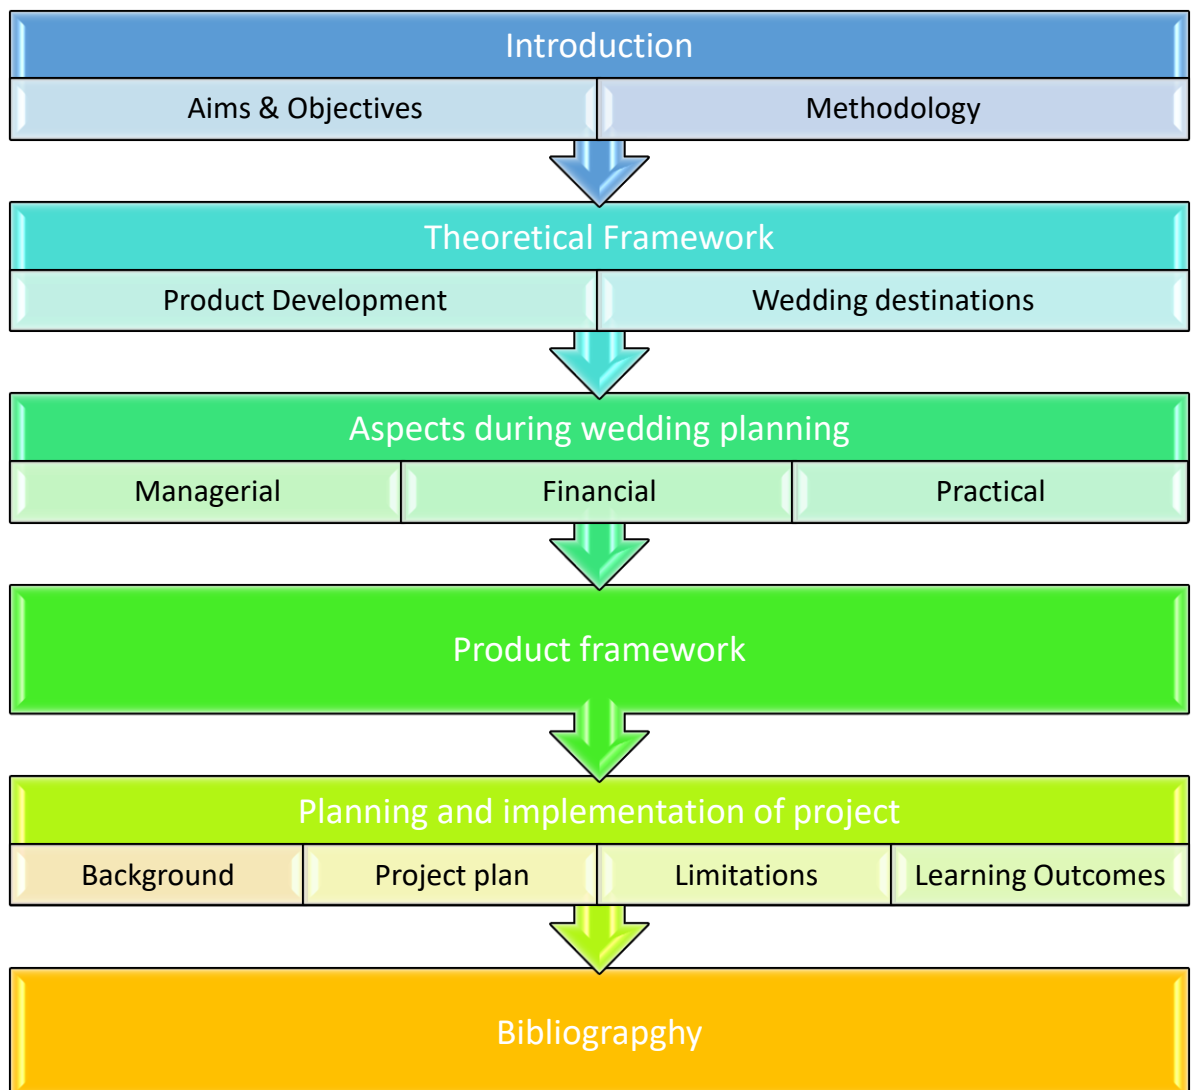 Introduction
Aims & Objectives
Methodology
Theoretical Framework
Product Development
Wedding destinations
Aspects during wedding planning
Managerial
Financial
Practical
Product framework
Planning and implementation of project
Background
Project plan
Limitations
Learning Outcomes
Bibliograpghy